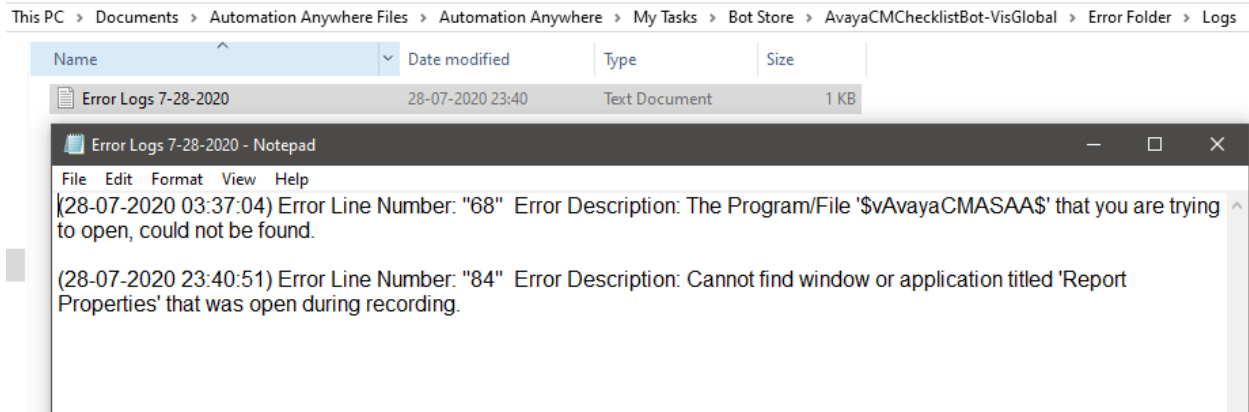 This PC > Documents > Automation Anywhere Files > Automation Anywhere > My Tasks > Bot Store > AvayaCMChecklistBot-VisGlobal > Error Folder > Logs
Name Date modified Type Size
Error Logs 7-28-2020 28-07-2020 23:40 Text Document 1 KB
Error Logs 7-28-2020 - Notepad
File Edit Format View Help
(28-07-2020 03:37:04) Error Line Number: "68"  Error Description: The Program/File '$vAvayaCMASAA$' that you are trying
to open, could not be found.
(28-07-2020 23:40:51) Error Line Number: "84"  Error Description: Cannot find window or application titled 'Report
Properties' that was open during recording.